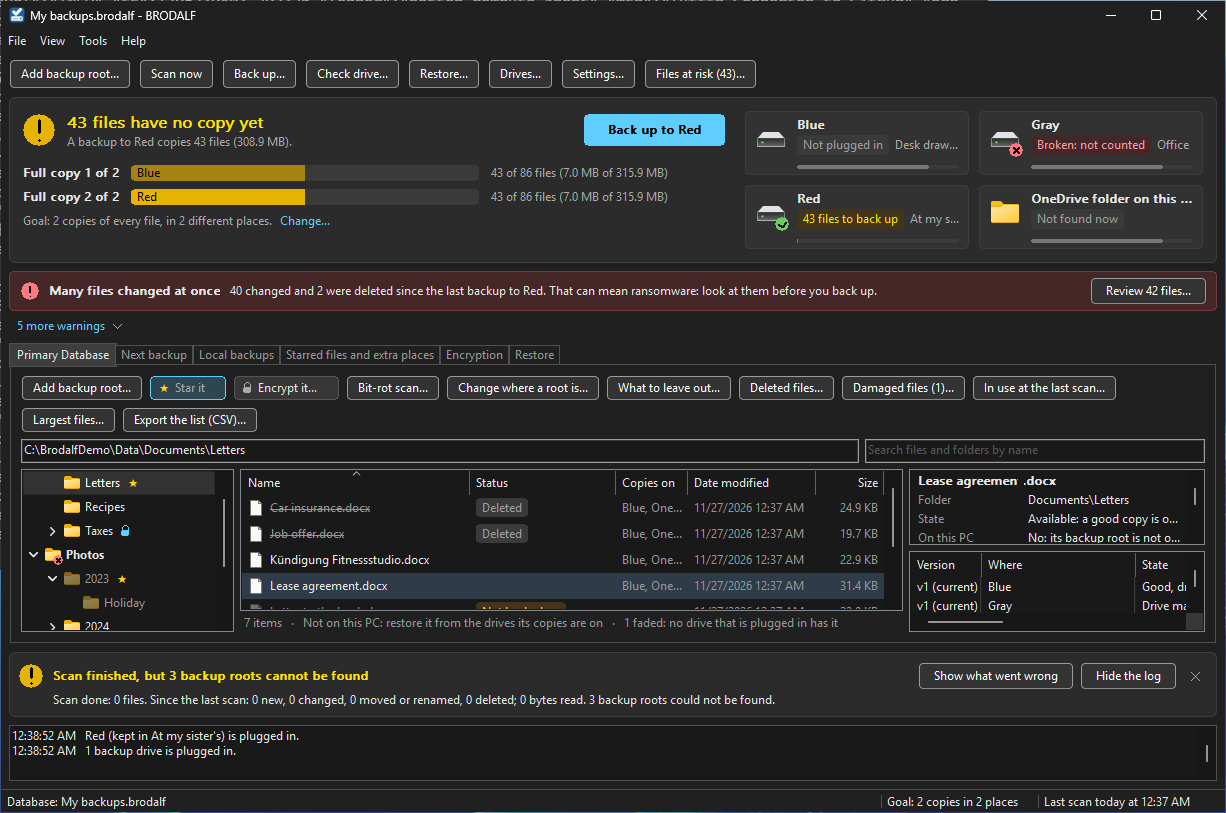 My backups.brodalf - BRODALF
File View Tools Help
Add backup root... Scan now Back up... Check drive... Restore... Drives... Settings... Files at risk (43)...
43 files have no copy yet
A backup to Red copies 43 files (308.9 MB).
Back up to Red
Full copy 1 of 2 Blue 43 of 86 files (7.0 MB of 315.9 MB)
Full copy 2 of 2 Red 43 of 86 files (7.0 MB of 315.9 MB)
Goal: 2 copies of every file, in 2 different places. Change...
Blue
Not plugged in Desk draw...
Gray
Broken: not counted Office
Red
43 files to back up At my s...
OneDrive folder on this ...
Not found now
Many files changed at once 40 changed and 2 were deleted since the last backup to Red. That can mean ransomware: look at them before you back up. Review 42 files...
5 more warnings
Primary Database Next backup Local backups Starred files and extra places Encryption Restore
Add backup root... Star it Encrypt it... Bit-rot scan... Change where a root is... What to leave out... Deleted files... Damaged files (1)... In use at the last scan...
Largest files... Export the list (CSV)...
C:\BrodalfDemo\Data\Documents\Letters
Search files and folders by name
Letters
Recipes
Taxes
Photos
2023
Holiday
2024
Name Status Copies on Date modified Size
Car insurance.docx Deleted Blue, One... 11/27/2026 12:37 AM 24.9 KB
Job offer.docx Deleted Blue, One... 11/27/2026 12:37 AM 19.7 KB
Kündigung Fitnessstudio.docx Blue, One... 11/27/2026 12:37 AM 22.9 KB
Lease agreement.docx Blue, One... 11/27/2026 12:37 AM 31.4 KB
7 items · Not on this PC: restore it from the drives its copies are on · 1 faded: no drive that is plugged in has it
Lease agreemen .docx
Folder Documents\Letters
State Available: a good copy is o...
On this PC No: its backup root is not o...
Version Where State
v1 (current) Blue Good, di
v1 (current) Gray Drive ma
Scan finished, but 3 backup roots cannot be found
Scan done: 0 files. Since the last scan: 0 new, 0 changed, 0 moved or renamed, 0 deleted; 0 bytes read. 3 backup roots could not be found.
Show what went wrong Hide the log
12:38:52 AM Red (kept in At my sister's) is plugged in.
12:38:52 AM 1 backup drive is plugged in.
Database: My backups.brodalf Goal: 2 copies in 2 places Last scan today at 12:37 AM